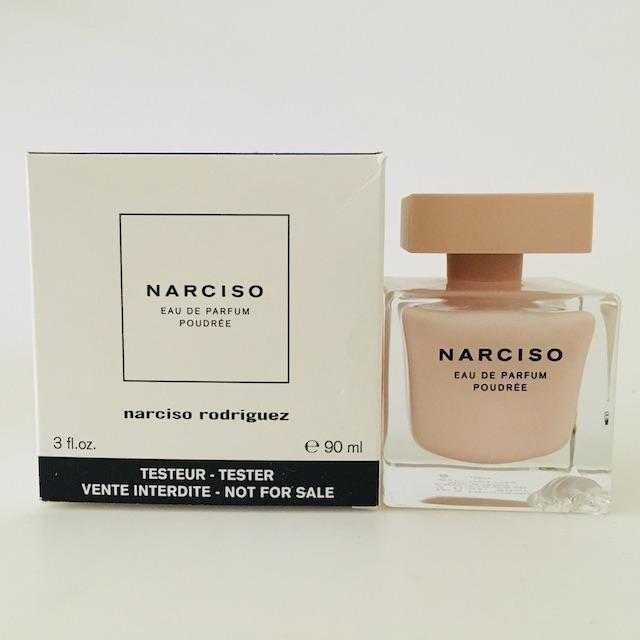 NARCISO
EAU DE PARFUM
POUDRÉE
narciso rodriguez
3 fl.oz.
℮ 90 ml
TESTEUR - TESTER
VENTE INTERDITE - NOT FOR SALE
NARCISO
EAU DE PARFUM
POUDRÉE